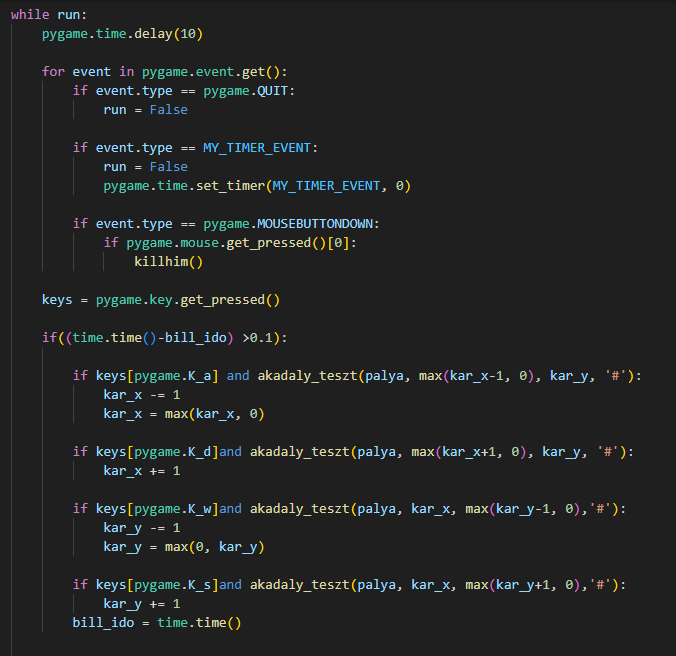 while run:
    pygame.time.delay(10)

    for event in pygame.event.get():
        if event.type == pygame.QUIT:
            run = False

        if event.type == MY_TIMER_EVENT:
            run = False
            pygame.time.set_timer(MY_TIMER_EVENT, 0)

        if event.type == pygame.MOUSEBUTTONDOWN:
            if pygame.mouse.get_pressed()[0]:
                killhim()

    keys = pygame.key.get_pressed()

    if((time.time()-bill_ido) >0.1):

        if keys[pygame.K_a] and akadaly_teszt(palya, max(kar_x-1, 0), kar_y, '#'):
            kar_x -= 1
            kar_x = max(kar_x, 0)

        if keys[pygame.K_d]and akadaly_teszt(palya, max(kar_x+1, 0), kar_y, '#'):
            kar_x += 1

        if keys[pygame.K_w]and akadaly_teszt(palya, kar_x, max(kar_y-1, 0),'#'):
            kar_y -= 1
            kar_y = max(0, kar_y)

        if keys[pygame.K_s]and akadaly_teszt(palya, kar_x, max(kar_y+1, 0),'#'):
            kar_y += 1
        bill_ido = time.time()